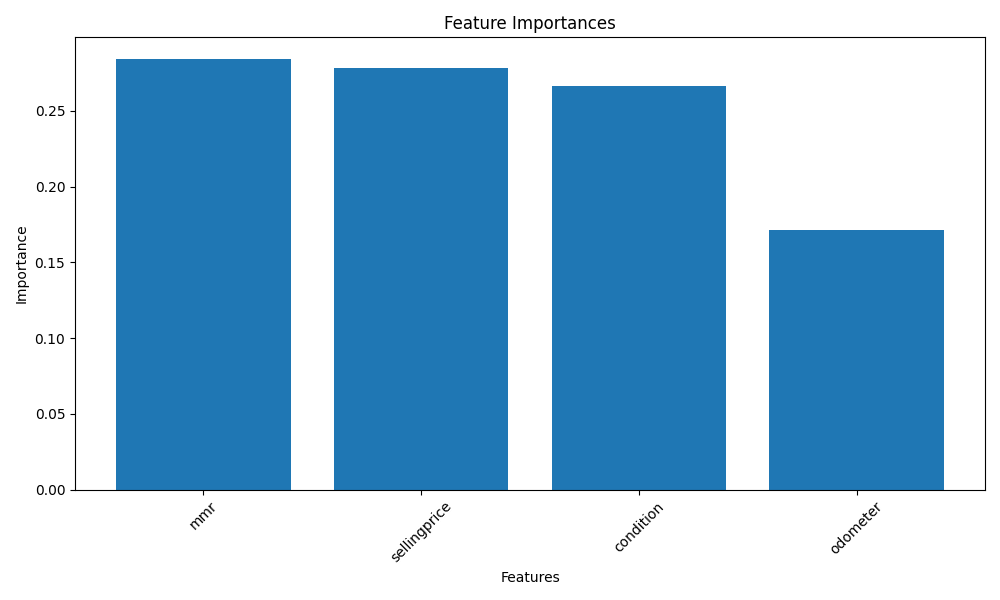 Feature Importances
Importance
0.25
0.20
0.15
0.10
0.05
0.00
mmr
sellingprice
condition
odometer
Features